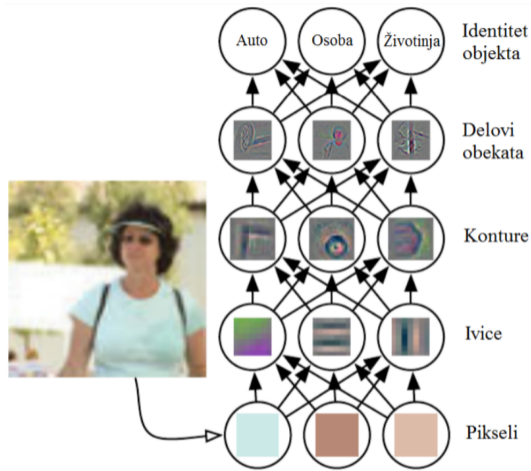 Auto Osoba Životinja
Identitet
objekta
Delovi
obekata
Konture
Ivice
Pikseli